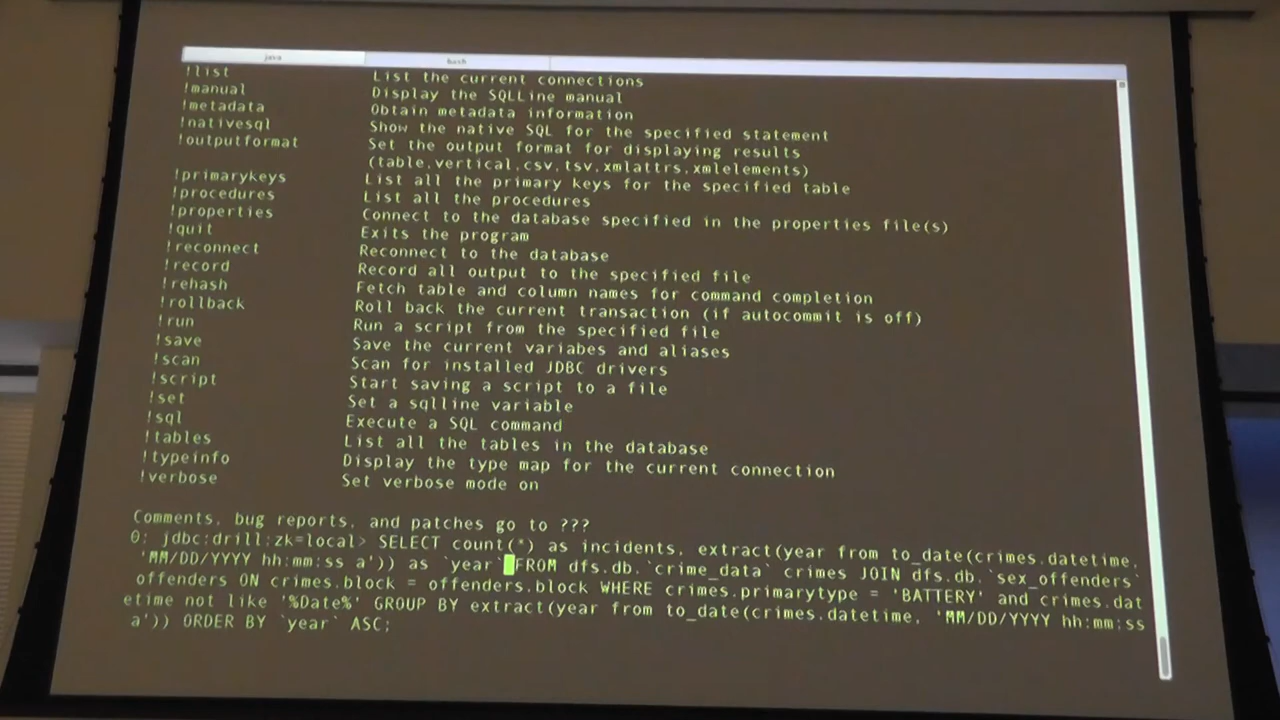 java bash
!list List the current connections
!manual Display the SQLLine manual
!metadata Obtain metadata information
!nativesql Show the native SQL for the specified statement
!outputformat Set the output format for displaying results
(table,vertical,csv,tsv,xmlattrs,xmlelements)
!primarykeys List all the primary keys for the specified table
!procedures List all the procedures
!properties Connect to the database specified in the properties file(s)
!quit Exits the program
!reconnect Reconnect to the database
!record Record all output to the specified file
!rehash Fetch table and column names for command completion
!rollback Roll back the current transaction (if autocommit is off)
!run Run a script from the specified file
!save Save the current variabes and aliases
!scan Scan for installed JDBC drivers
!script Start saving a script to a file
!set Set a sqlline variable
!sql Execute a SQL command
!tables List all the tables in the database
!typeinfo Display the type map for the current connection
!verbose Set verbose mode on
Comments, bug reports, and patches go to ???
0: jdbc:drill:zk=local> SELECT count(*) as incidents, extract(year from to_date(crimes.datetime,
'MM/DD/YYYY hh:mm:ss a')) as `year` FROM dfs.db.`crime_data` crimes JOIN dfs.db.`sex_offenders`
offenders ON crimes.block = offenders.block WHERE crimes.primarytype = 'BATTERY' and crimes.dat
etime not like '%Date%' GROUP BY extract(year from to_date(crimes.datetime, 'MM/DD/YYYY hh:mm:ss
a')) ORDER BY `year` ASC;